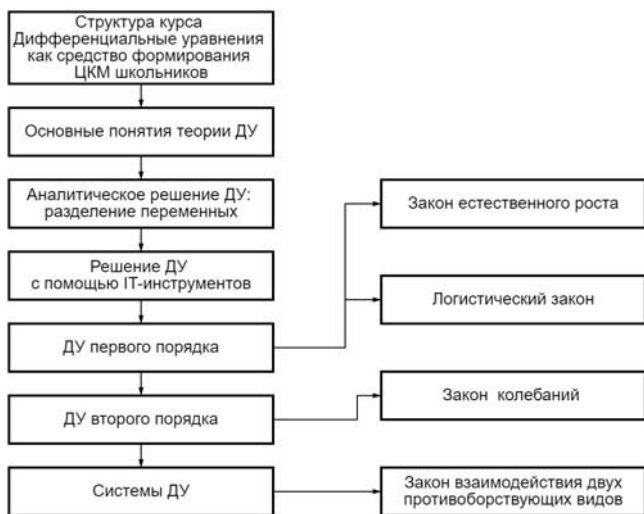 Структура курса
Дифференциальные уравнения
как средство формирования
ЦКМ школьников
Основные понятия теории ДУ
Аналитическое решение ДУ:
разделение переменных
Решение ДУ
с помощью IT-инструментов
ДУ первого порядка
ДУ второго порядка
Системы ДУ
Закон естественного роста
Логистический закон
Закон колебаний
Закон взаимодействия двух
противоборствующих видов